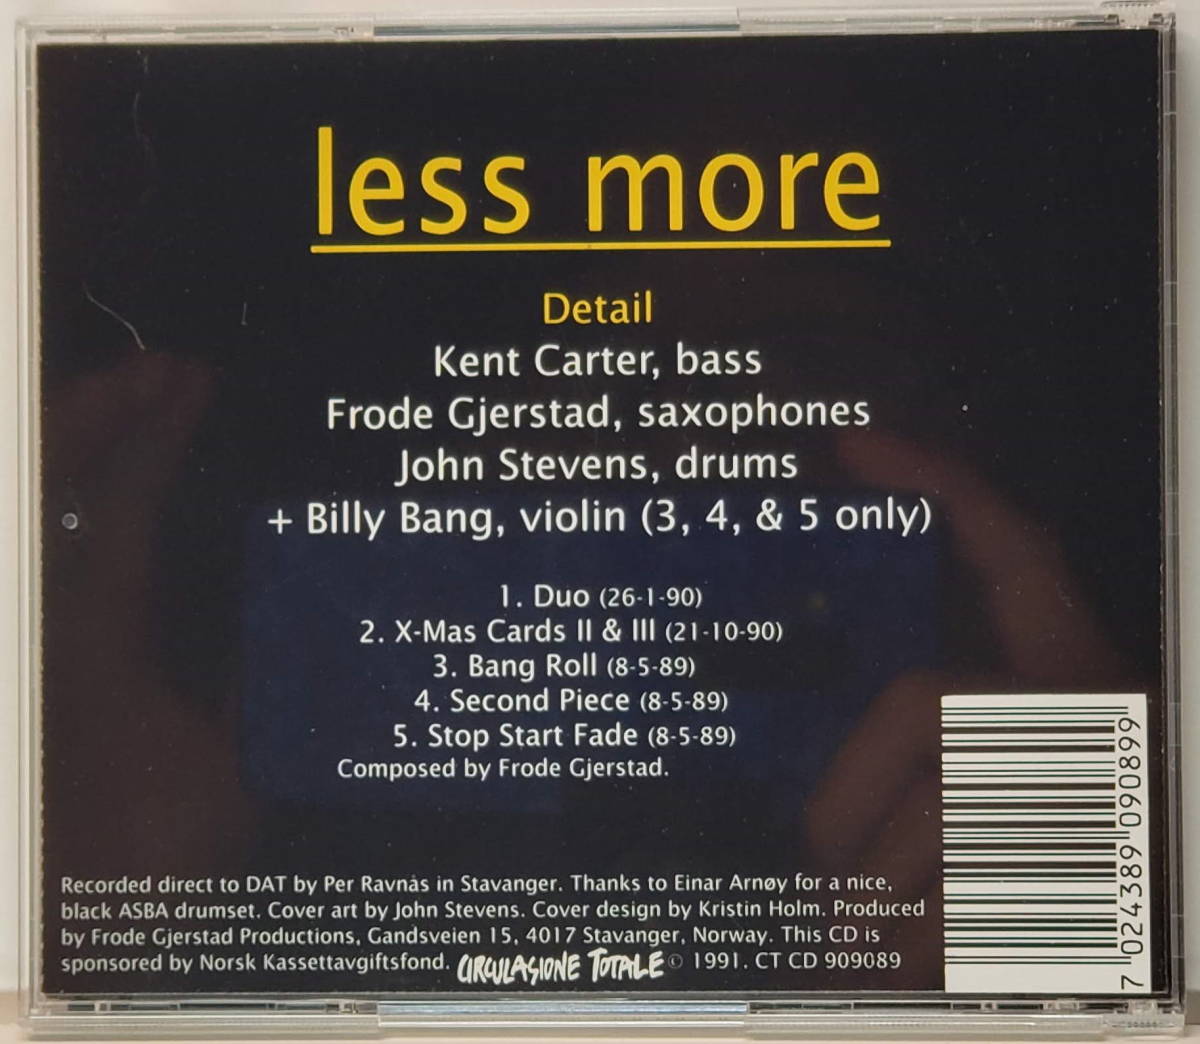 less more
Detail
Kent Carter, bass
Frode Gjerstad, saxophones
John Stevens, drums
+ Billy Bang, violin (3, 4, & 5 only)
1. Duo (26-1-90)
2. X-Mas Cards II & III (21-10-90)
3. Bang Roll (8-5-89)
4. Second Piece (8-5-89)
5. Stop Start Fade (8-5-89)
Composed by Frode Gjerstad.
Recorded direct to DAT by Per Ravnås in Stavanger. Thanks to Einar Arnøy for a nice,
black ASBA drumset. Cover art by John Stevens. Cover design by Kristin Holm. Produced
by Frode Gjerstad Productions, Gandsveien 15, 4017 Stavanger, Norway. This CD is
sponsored by Norsk Kassettavgiftsfond. CIRCULASIONE TOTALE © 1991. CT CD 909089
7 024389 090899